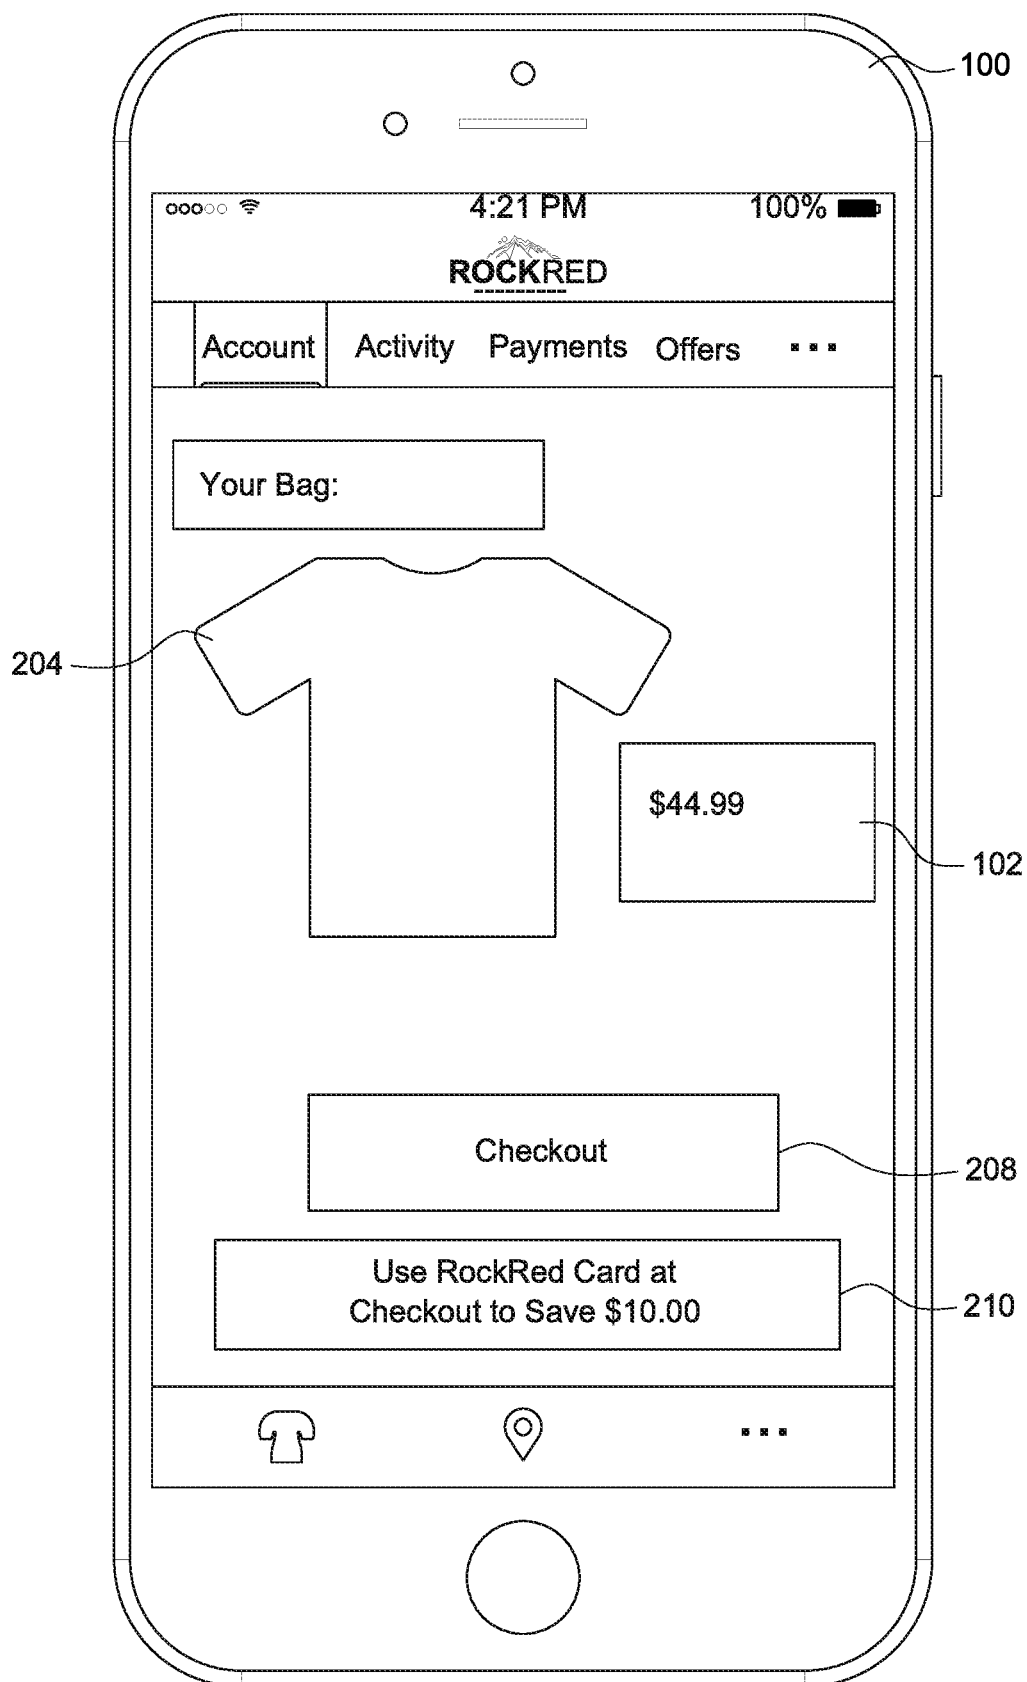 100
4:21 PM 100%
ROCKRED
Account Activity Payments Offers ...
Your Bag:
204
$44.99
102
Checkout
208
Use RockRed Card at
Checkout to Save $10.00
210
...